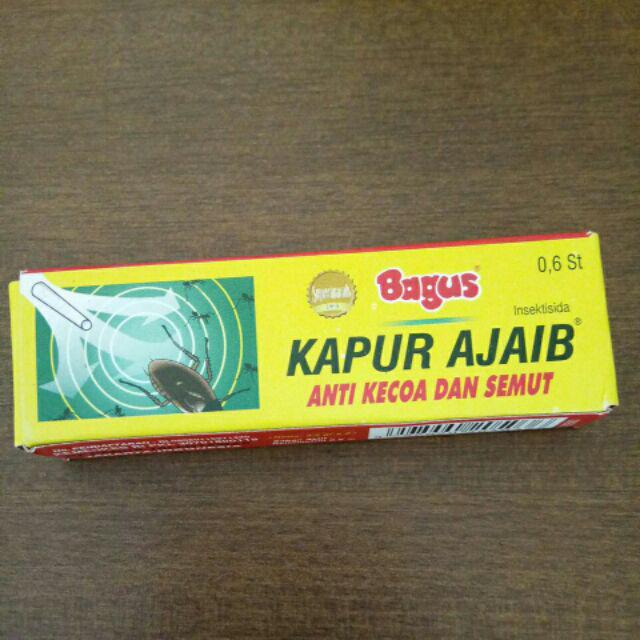 Bagus
0,6 St
Insektisida
KAPUR AJAIB®
ANTI KECOA DAN SEMUT